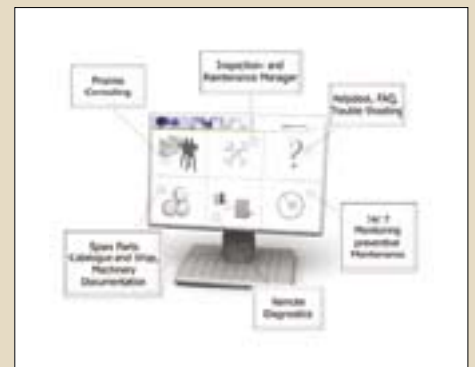 Inspection- and
Maintenance Manager
Process
Consulting
Helpdesk, FAQ,
Trouble Shooting
?
Monitoring
preventive
Maintenance
Spare Parts
Catalogue and Shop,
Machinery
Documentation
Remote
Diagnostics